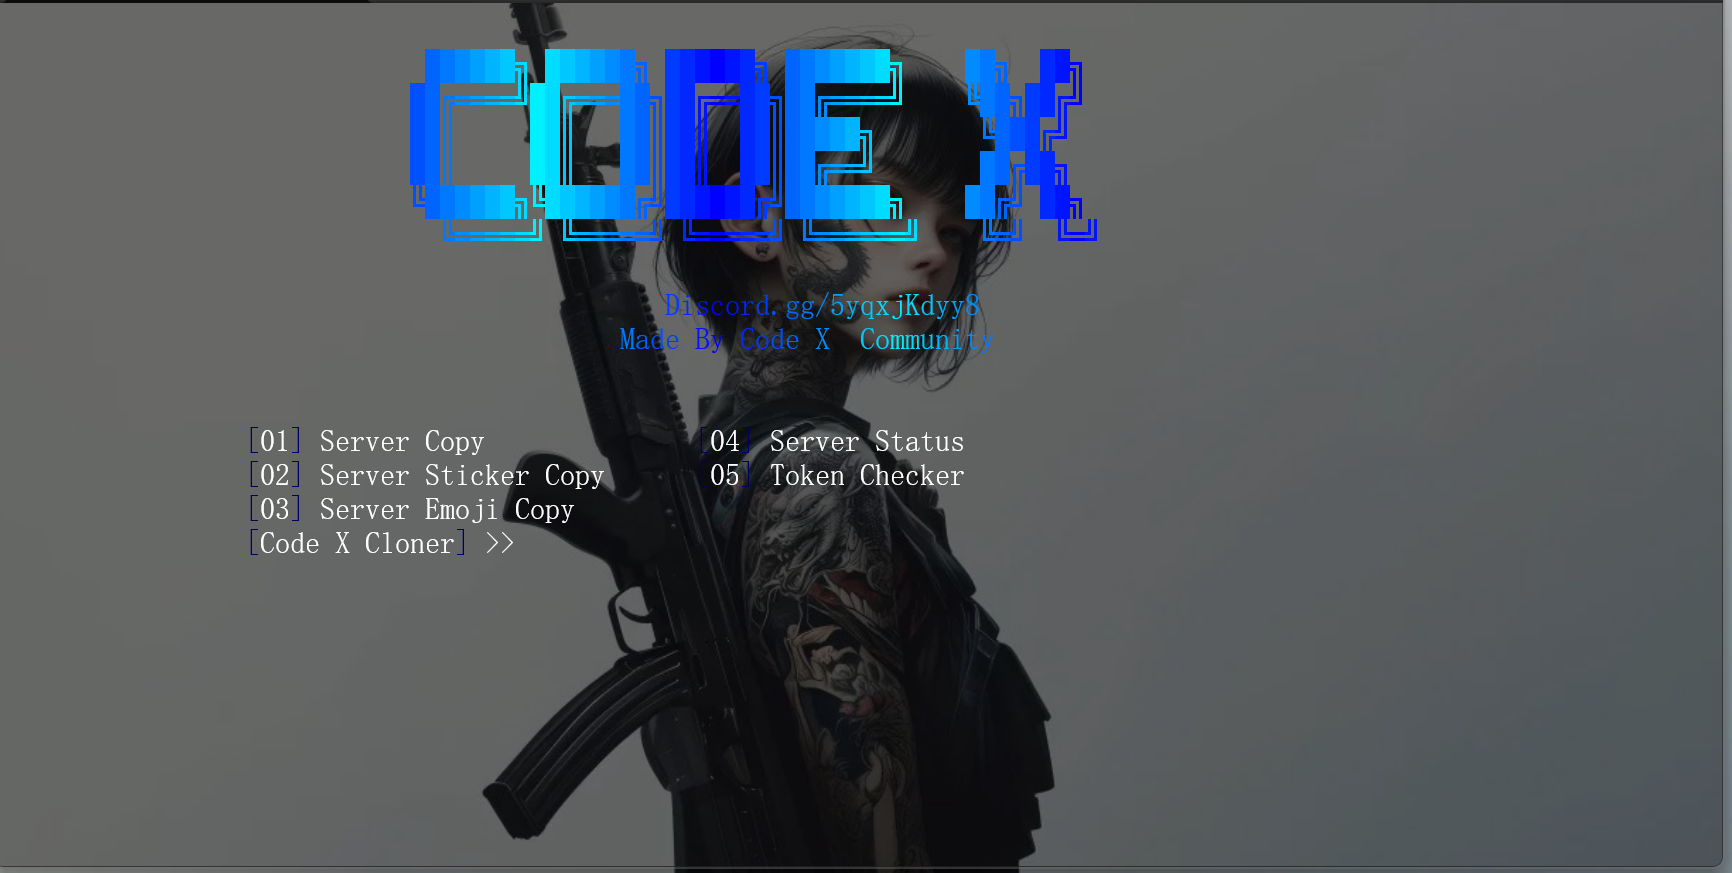 CODE X
Discord.gg/5yqxjKdyy8
Made By Code X  Community
[01] Server Copy [04] Server Status
[02] Server Sticker Copy [05] Token Checker
[03] Server Emoji Copy
[Code X Cloner] >>